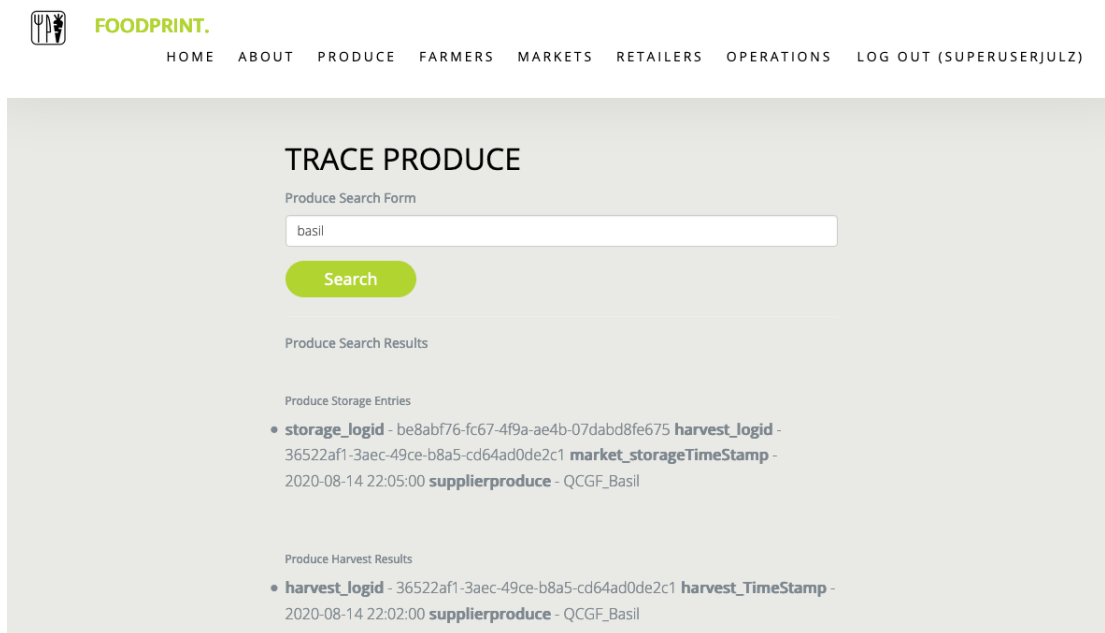 FOODPRINT.
HOME ABOUT PRODUCE FARMERS MARKETS RETAILERS OPERATIONS LOG OUT (SUPERUSERJULZ)
TRACE PRODUCE
Produce Search Form
basil
Search
Produce Search Results
Produce Storage Entries
storage_logid - be8abf76-fc67-4f9a-ae4b-07dabd8fe675 harvest_logid -
36522af1-3aec-49ce-b8a5-cd64ad0de2c1 market_storageTimeStamp -
2020-08-14 22:05:00 supplierproduce - QCGF_Basil
Produce Harvest Results
harvest_logid - 36522af1-3aec-49ce-b8a5-cd64ad0de2c1 harvest_TimeStamp -
2020-08-14 22:02:00 supplierproduce - QCGF_Basil